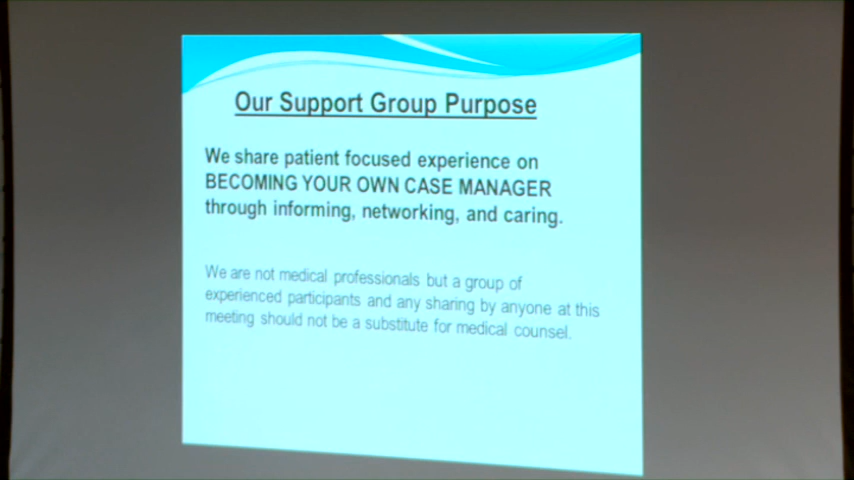 Our Support Group Purpose
We share patient focused experience on
BECOMING YOUR OWN CASE MANAGER
through informing, networking, and caring.
We are not medical professionals but a group of
experienced participants and any sharing by anyone at this
meeting should not be a substitute for medical counsel.